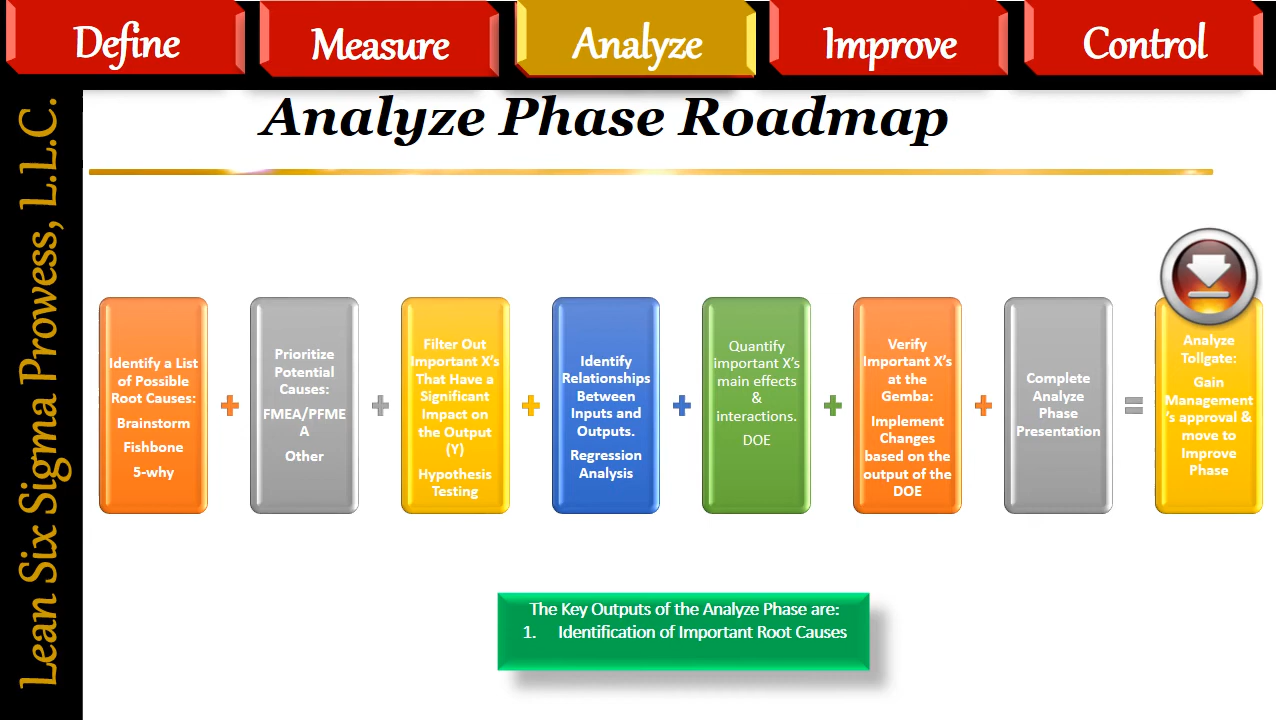 Define
Measure
Analyze
Improve
Control
Lean Six Sigma Prowess, L.L.C.
Analyze Phase Roadmap
Identify a List
of Possible
Root Causes:
Brainstorm
Fishbone
5-why
+
Prioritize
Potential
Causes:
FMEA/PFME
A
Other
+
Filter Out
Important X's
That Have a
Significant
Impact on
the Output
(Y)
Hypothesis
Testing
+
Identify
Relationships
Between
Inputs and
Outputs.
Regression
Analysis
+
Quantify
important X's
main effects
&
interactions.
DOE
+
Verify
Important X's
at the
Gemba:
Implement
Changes
based on the
output of the
DOE
+
Complete
Analyze
Phase
Presentation
=
Analyze
Tollgate:
Gain
Management
's approval &
move to
Improve
Phase
The Key Outputs of the Analyze Phase are:
1. Identification of Important Root Causes